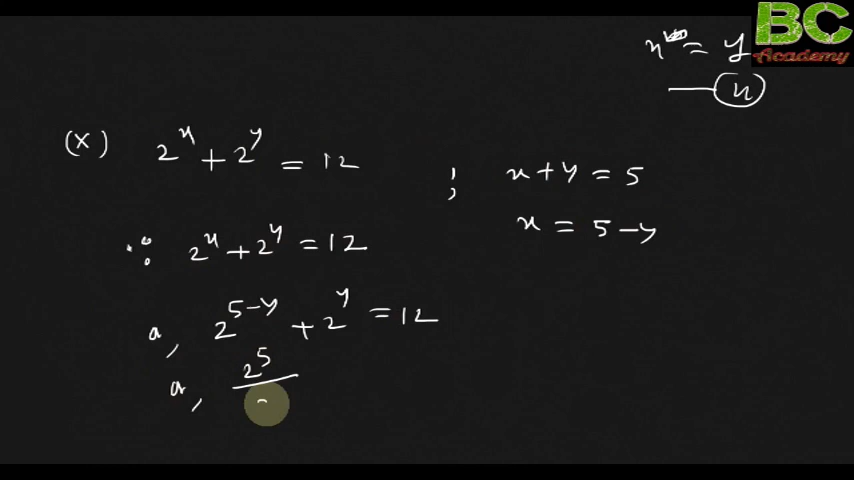 x = y
BC
Academy
x
(x) 2^x + 2^y = 12 ; x + y = 5
x = 5 - y
∴ 2^x + 2^y = 12
a, 2^{5-y} + 2^y = 12
a, 2^5